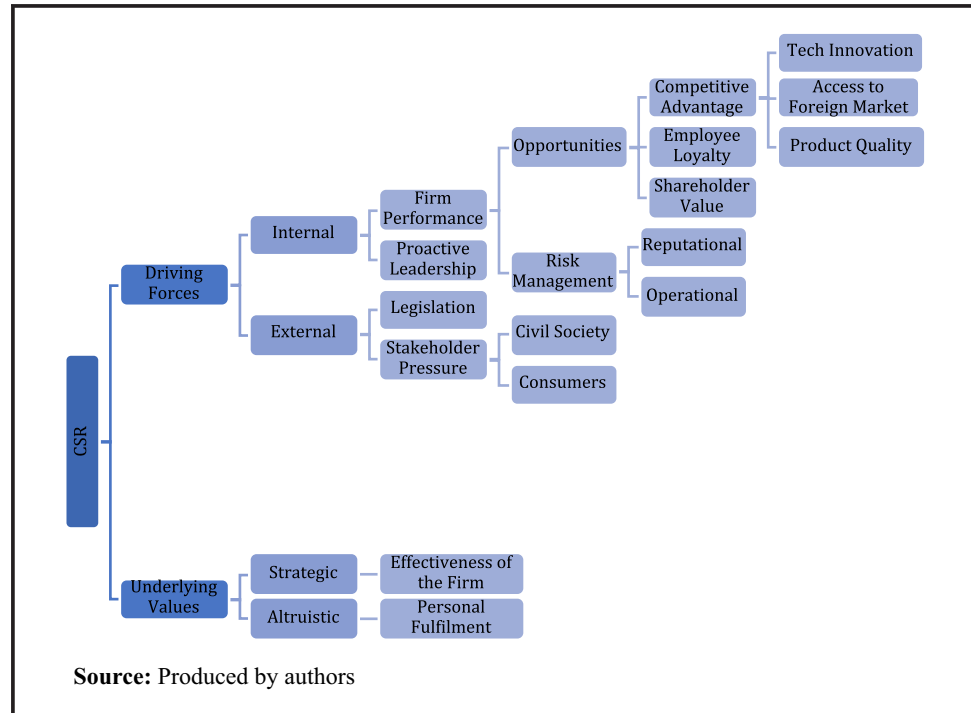 CSR
Driving
Forces
Internal
Firm
Performance
Opportunities
Competitive
Advantage
Tech Innovation
Access to
Foreign Market
Product Quality
Employee
Loyalty
Shareholder
Value
Risk
Management
Reputational
Operational
Proactive
Leadership
External
Legislation
Stakeholder
Pressure
Civil Society
Consumers
Underlying
Values
Strategic
Effectiveness of
the Firm
Altruistic
Personal
Fulfilment
Source: Produced by authors